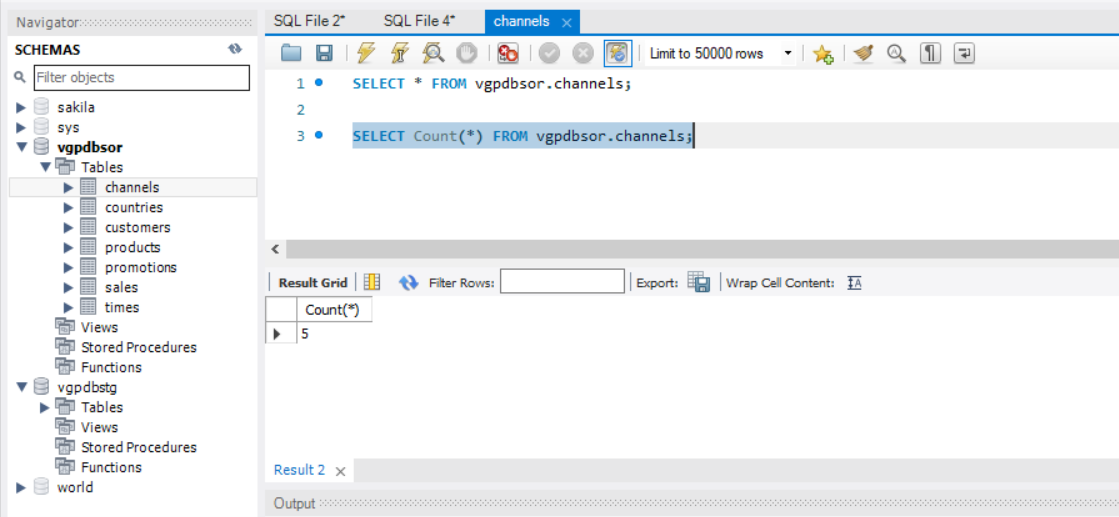 Navigator
SCHEMAS
Filter objects
sakila
sys
vgpdbsor
Tables
channels
countries
customers
products
promotions
sales
times
Views
Stored Procedures
Functions
vgpdbstg
Tables
Views
Stored Procedures
Functions
world
SQL File 2* SQL File 4* channels
Limit to 50000 rows
1 SELECT * FROM vgpdbsor.channels;
2
3 SELECT Count(*) FROM vgpdbsor.channels;
Result Grid Filter Rows: Export: Wrap Cell Content:
Count(*)
5
Result 2
Output